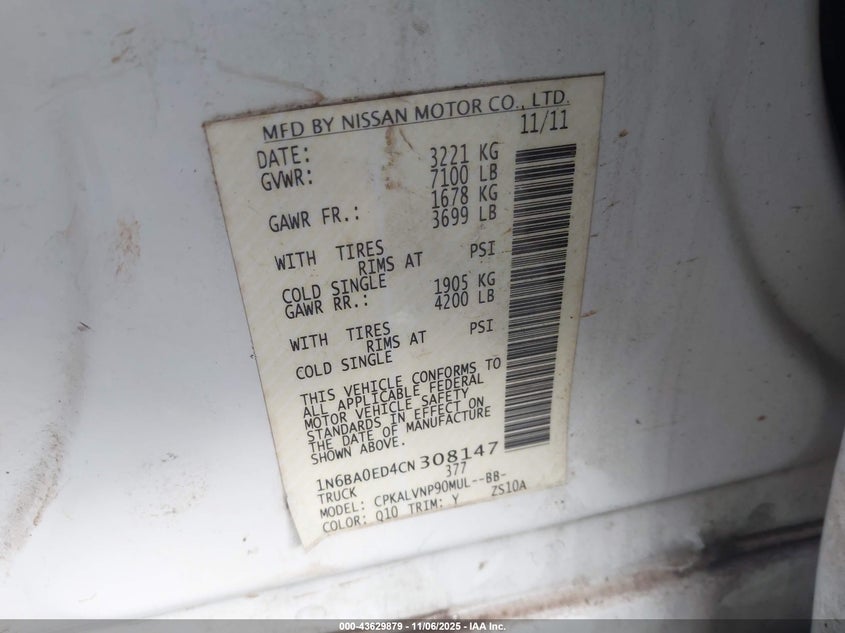 MFD BY NISSAN MOTOR CO., LTD.
DATE: 11/11
GVWR: 3221 KG
7100 LB
GAWR FR.: 1678 KG
3699 LB
WITH TIRES
RIMS AT PSI
COLD SINGLE
GAWR RR.: 1905 KG
4200 LB
WITH TIRES
RIMS AT PSI
COLD SINGLE
THIS VEHICLE CONFORMS TO
ALL APPLICABLE FEDERAL
MOTOR VEHICLE SAFETY
STANDARDS IN EFFECT ON
THE DATE OF MANUFACTURE
SHOWN ABOVE.
1N6BA0ED4CN 308147
TRUCK 377
MODEL: CPKALVNP90MUL--BB-
COLOR: Q10 TRIM: Y ZS10A
000-43629879 - 11/06/2025 - IAA Inc.